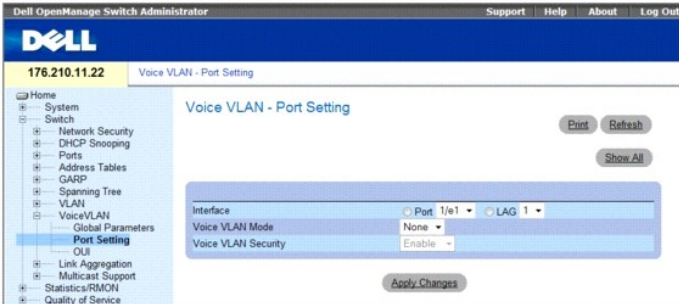 Dell OpenManage Switch Administrator
Support Help About Log Out
DELL
176.210.11.22
Voice VLAN - Port Setting
Home
System
Switch
Network Security
DHCP Snooping
Ports
Address Tables
GARP
Spanning Tree
VLAN
VoiceVLAN
Global Parameters
Port Setting
OUI
Link Aggregation
Multicast Support
Statistics/RMON
Quality of Service
Voice VLAN - Port Setting
Print Refresh
Show All
Interface Port 1/e1 LAG 1
Voice VLAN Mode None
Voice VLAN Security Enable
Apply Changes